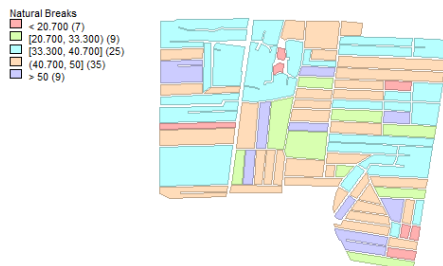 Natural Breaks
< 20.700 (7)
[20.700, 33.300) (9)
[33.300, 40.700] (25)
(40.700, 50] (35)
> 50 (9)